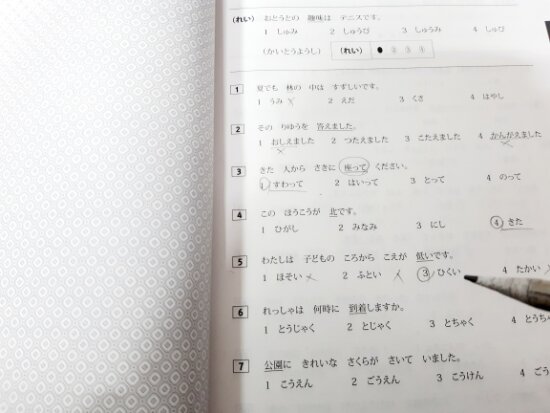 (れい) おとうとの 趣味は テニスです。
1 しゅみ 2 しゅうび 3 しゅうみ 4 しゅび
(かいとうようし) (れい) ● ② ③ ④
1 夏でも 林の 中は すずしいです。
1 うみ 2 えだ 3 くさ 4 はやし
2 その りゆうを 答えました。
1 おしえました 2 つたえました 3 こたえました 4 かんがえました
3 きた 人から さきに 座って ください。
1 すわって 2 はいって 3 とって 4 のって
4 この ほうこうが 北です。
1 ひがし 2 みなみ 3 にし 4 きた
5 わたしは 子どもの ころから こえが 低いです。
1 ほそい 2 ふとい 3 ひくい 4 たかい
6 れっしゃは 何時に 到着しますか。
1 とうじゃく 2 とじゃく 3 とちゃく 4 とうち
7 公園に きれいな さくらが さいて いました。
1 こうえん 2 ごうえん 3 こうけん 4 ごう